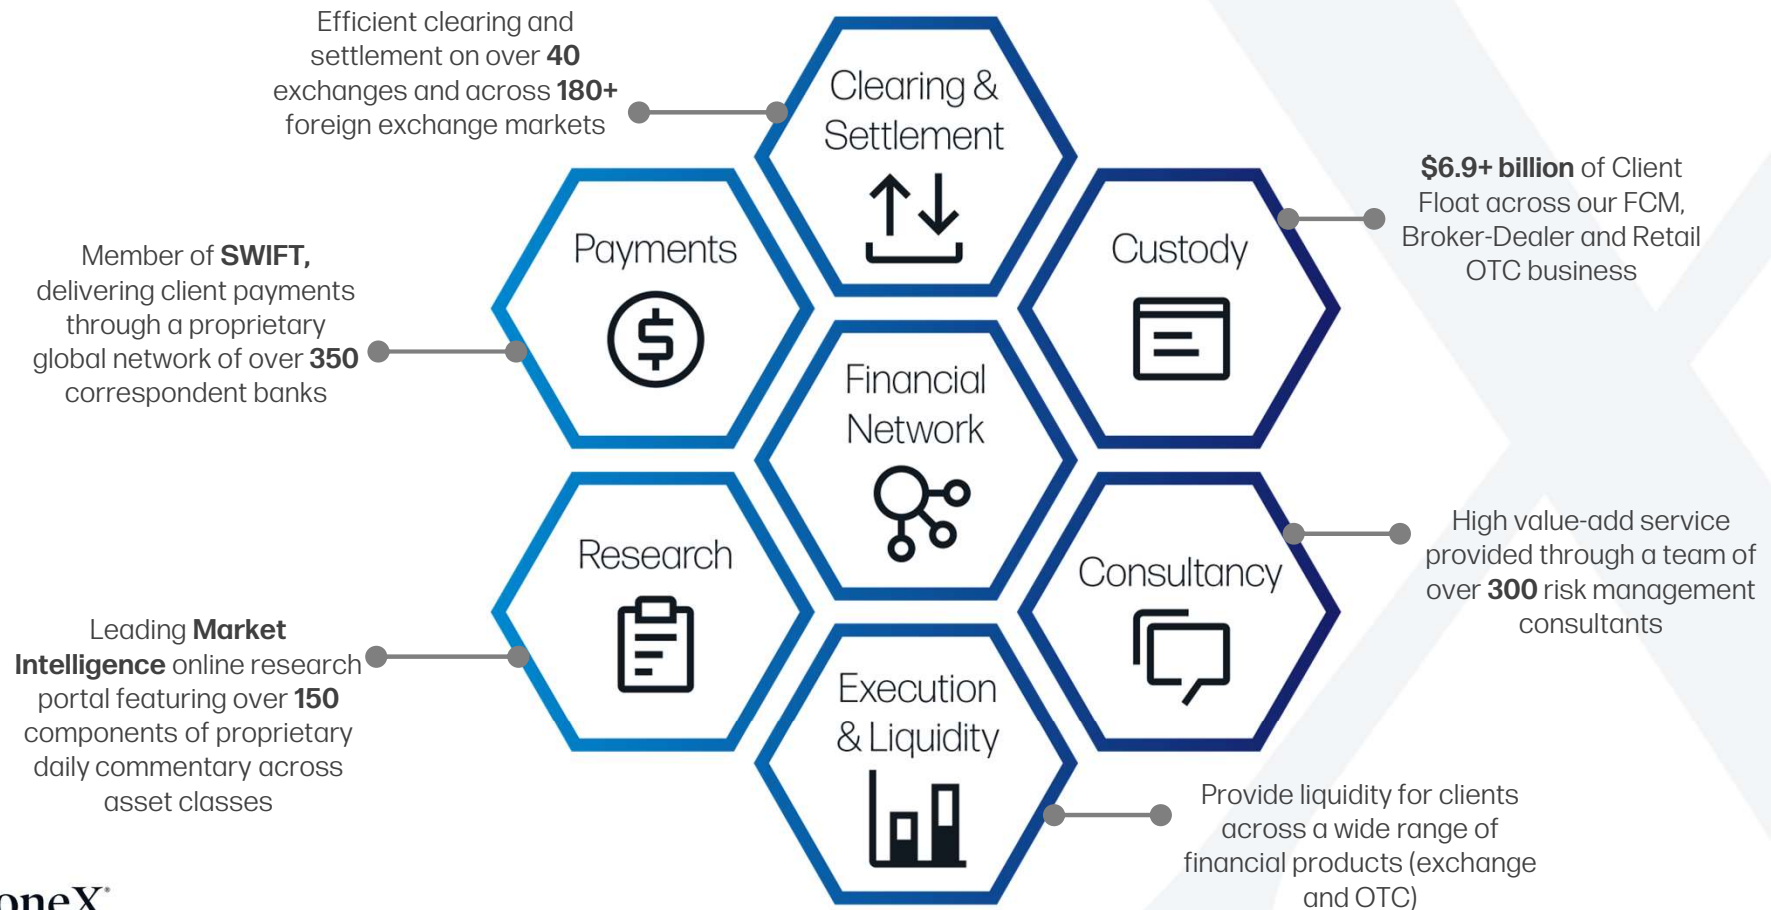 Efficient clearing and
settlement on over 40
exchanges and across 180+
foreign exchange markets
Clearing &
Settlement
$6.9+ billion of Client
Float across our FCM,
Broker-Dealer and Retail
OTC business
Payments
Custody
Member of SWIFT,
delivering client payments
through a proprietary
global network of over 350
correspondent banks
Financial
Network
Research
Consultancy
High value-add service
provided through a team of
over 300 risk management
consultants
Leading Market
Intelligence online research
portal featuring over 150
components of proprietary
daily commentary across
asset classes
Execution
& Liquidity
Provide liquidity for clients
across a wide range of
financial products (exchange
and OTC)
oneX